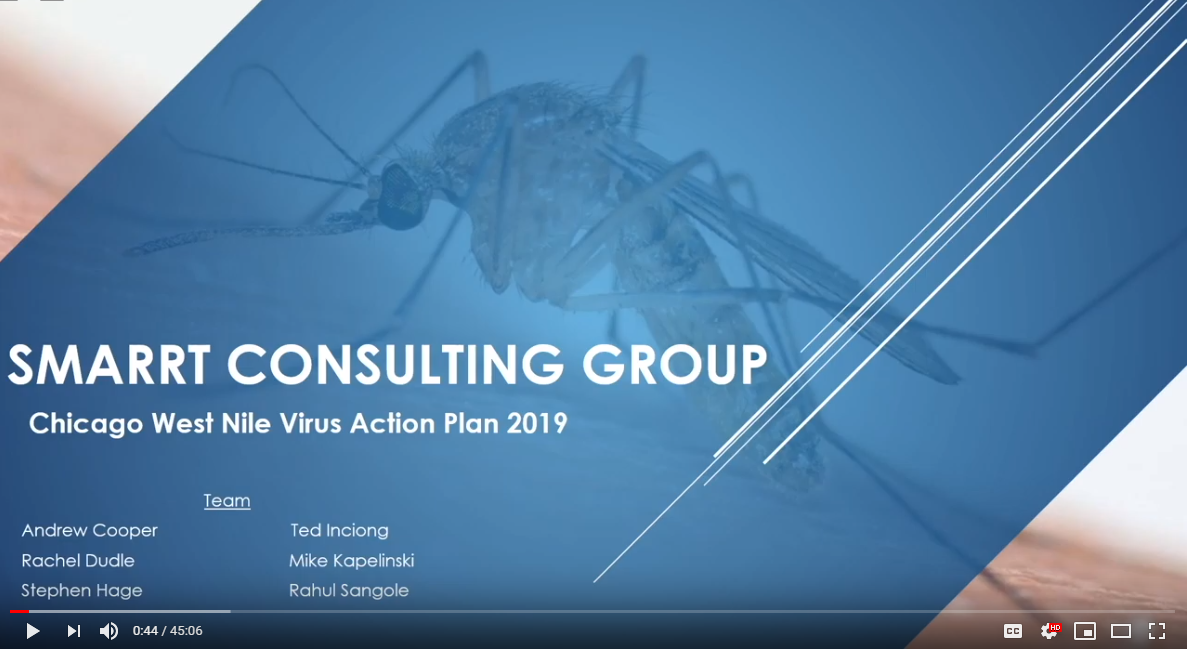 SMARRT CONSULTING GROUP
Chicago West Nile Virus Action Plan 2019
Team
Andrew Cooper Ted Inciong
Rachel Dudle Mike Kapelinski
Stephen Hage Rahul Sangole
0:44 / 45:06 CC HD